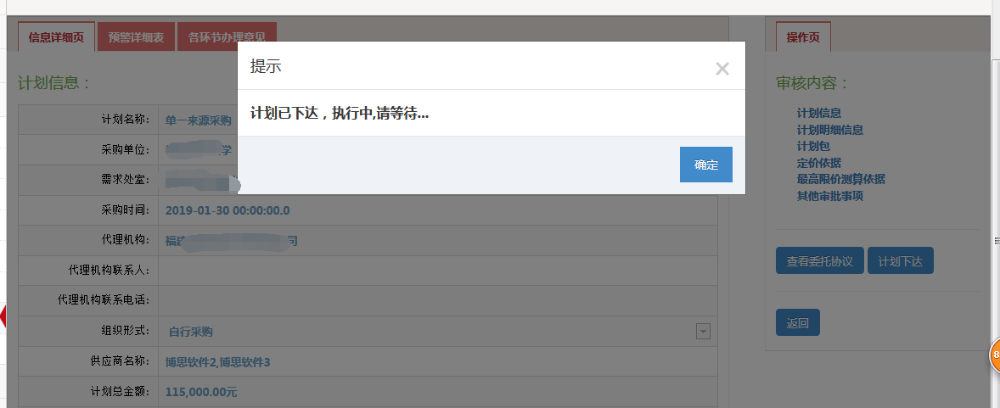 信息详细页 预警详细表 各环节办理意见 操作页
提示
×
计划已下达，执行中,请等待...
确定
计划信息：
计划名称： 单一来源采购
采购单位： 学
需求处室：
采购时间： 2019-01-30 00:00:00.0
代理机构： 福建 司
代理机构联系人：
代理机构联系电话：
组织形式： 自行采购
供应商名称： 博思软件2,博思软件3
计划总金额： 115,000.00元
审核内容：
计划信息
计划明细信息
计划包
定价依据
最高限价测算依据
其他审批事项
查看委托协议 计划下达
返回
8